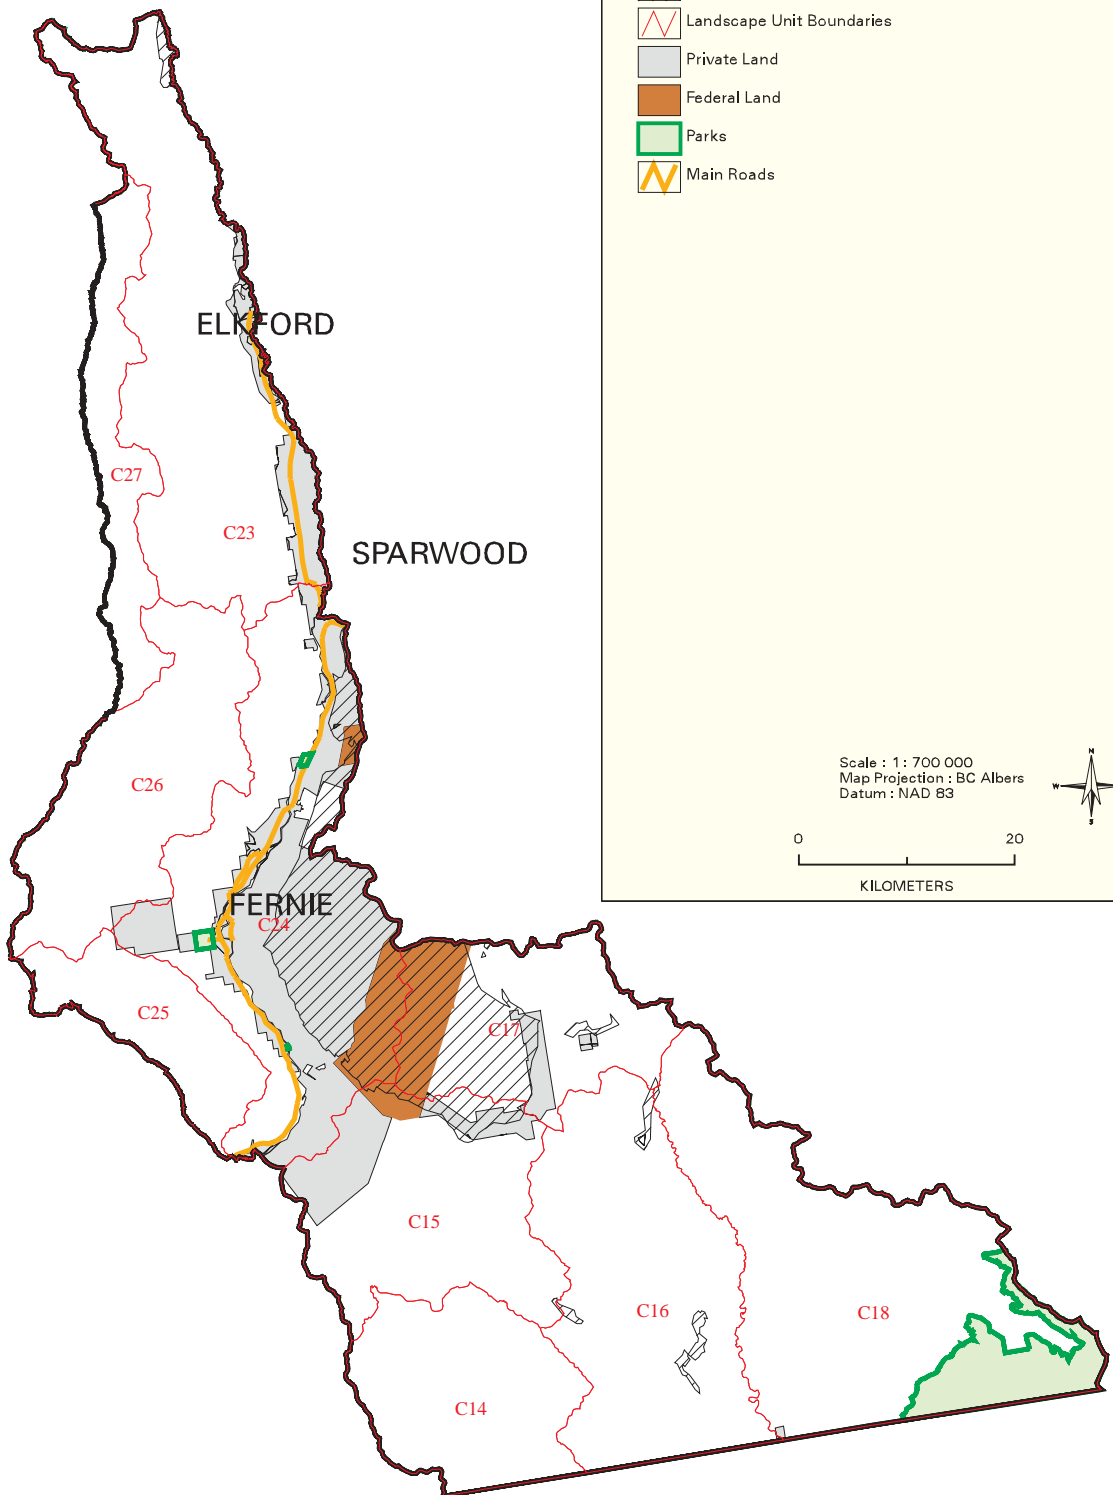 Landscape Unit Boundaries
Private Land
Federal Land
Parks
Main Roads
ELKFORD
C27
C23
SPARWOOD
C26
Scale : 1 : 700 000
Map Projection : BC Albers
Datum : NAD 83
N
W
S
0 20
KILOMETERS
FERNIE
C24
C25
C17
C15
C16
C18
C14